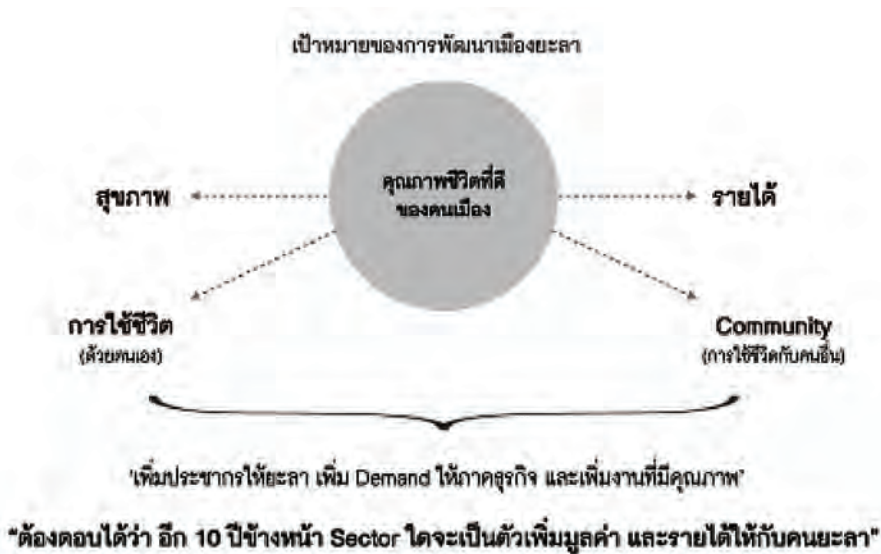 เป้าหมายของการพัฒนาเมืองยะลา
คุณภาพชีวิตที่ดี
ของคนเมือง
สุขภาพ
รายได้
การใช้ชีวิต
(ด้วยตนเอง)
Community
(การใช้ชีวิตกับคนอื่น)
'เพิ่มประชากรให้ยะลา เพิ่ม Demand ให้ภาคธุรกิจ และเพิ่มงานที่มีคุณภาพ'
"ต้องตอบได้ว่า อีก 10 ปีข้างหน้า Sector ใดจะเป็นตัวเพิ่มมูลค่า และรายได้ให้กับคนยะลา"